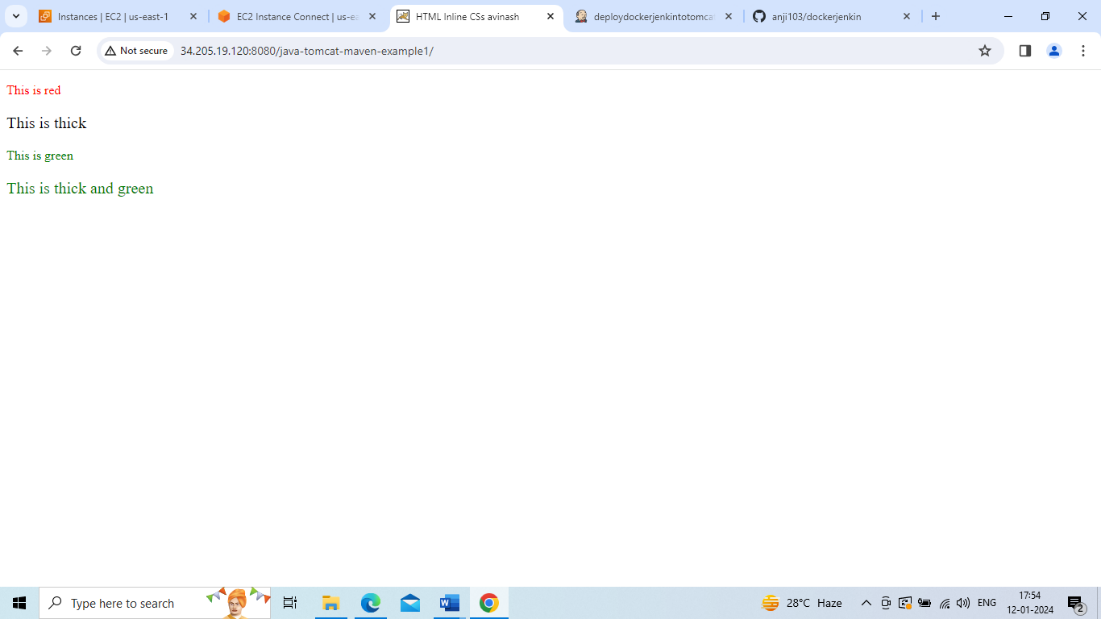 Instances | EC2 | us-east-1
EC2 Instance Connect | us-e
HTML Inline CSs avinash
deploydockerjenkintotomca
anji103/dockerjenkin
Not secure
34.205.19.120:8080/java-tomcat-maven-example1/
This is red
This is thick
This is green
This is thick and green
Type here to search
28°C Haze
ENG
17:54
12-01-2024
2